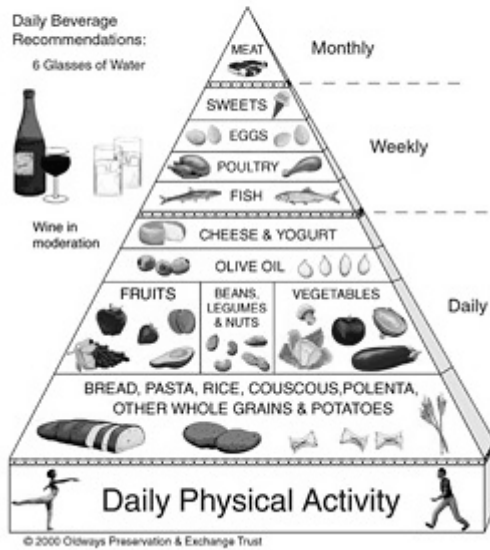 Daily Beverage
Recommendations:
6 Glasses of Water
Wine in
moderation
MEAT
Monthly
SWEETS
EGGS
POULTRY
FISH
Weekly
CHEESE & YOGURT
OLIVE OIL
FRUITS
BEANS,
LEGUMES
& NUTS
VEGETABLES
Daily
BREAD, PASTA, RICE, COUSCOUS,POLENTA,
OTHER WHOLE GRAINS & POTATOES
Daily Physical Activity
© 2000 Oldways Preservation & Exchange Trust